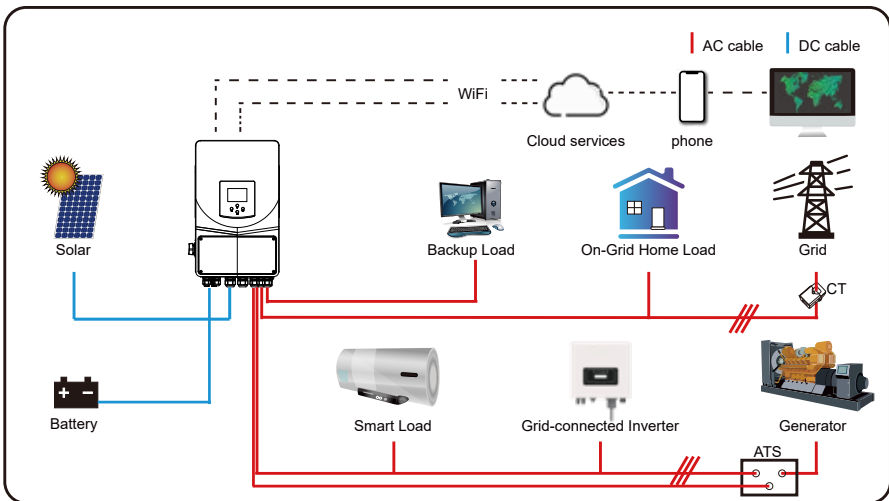 AC cable
DC cable
WiFi
Cloud services
phone
Solar
Backup Load
On-Grid Home Load
Grid
CT
Battery
Smart Load
Grid-connected Inverter
Generator
ATS